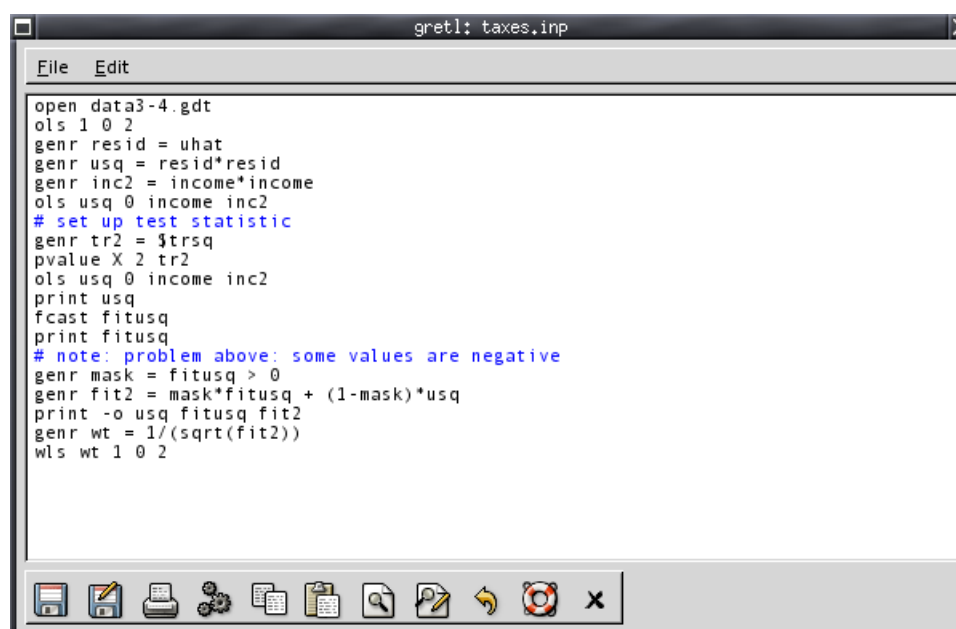 gretl: taxes.inp
File Edit
open data3-4.gdt
ols 1 0 2
genr resid = uhat
genr usq = resid*resid
genr inc2 = income*income
ols usq 0 income inc2
# set up test statistic
genr tr2 = $trsq
pvalue X 2 tr2
ols usq 0 income inc2
print usq
fcast fitusq
print fitusq
# note: problem above: some values are negative
genr mask = fitusq > 0
genr fit2 = mask*fitusq + (1-mask)*usq
print -o usq fitusq fit2
genr wt = 1/(sqrt(fit2))
wls wt 1 0 2